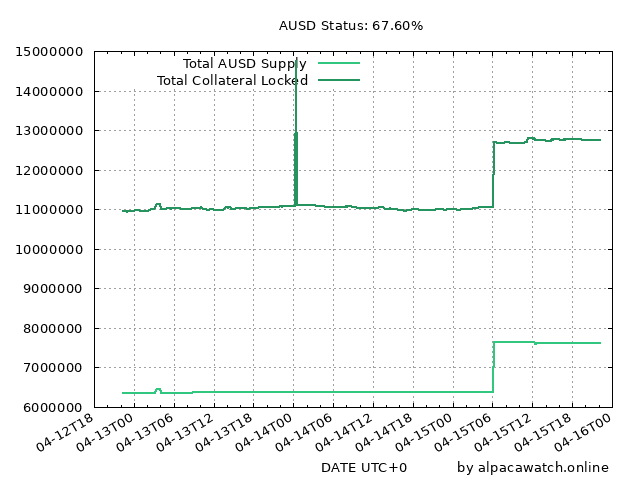 AUSD Status: 67.60%
15000000
14000000
13000000
12000000
11000000
10000000
9000000
8000000
7000000
6000000
Total AUSD Supply
Total Collateral Locked
04-12T18
04-13T00
04-13T06
04-13T12
04-13T18
04-14T00
04-14T06
04-14T12
04-14T18
04-15T00
04-15T06
04-15T12
04-15T18
04-16T00
DATE UTC+0
by alpacawatch.online